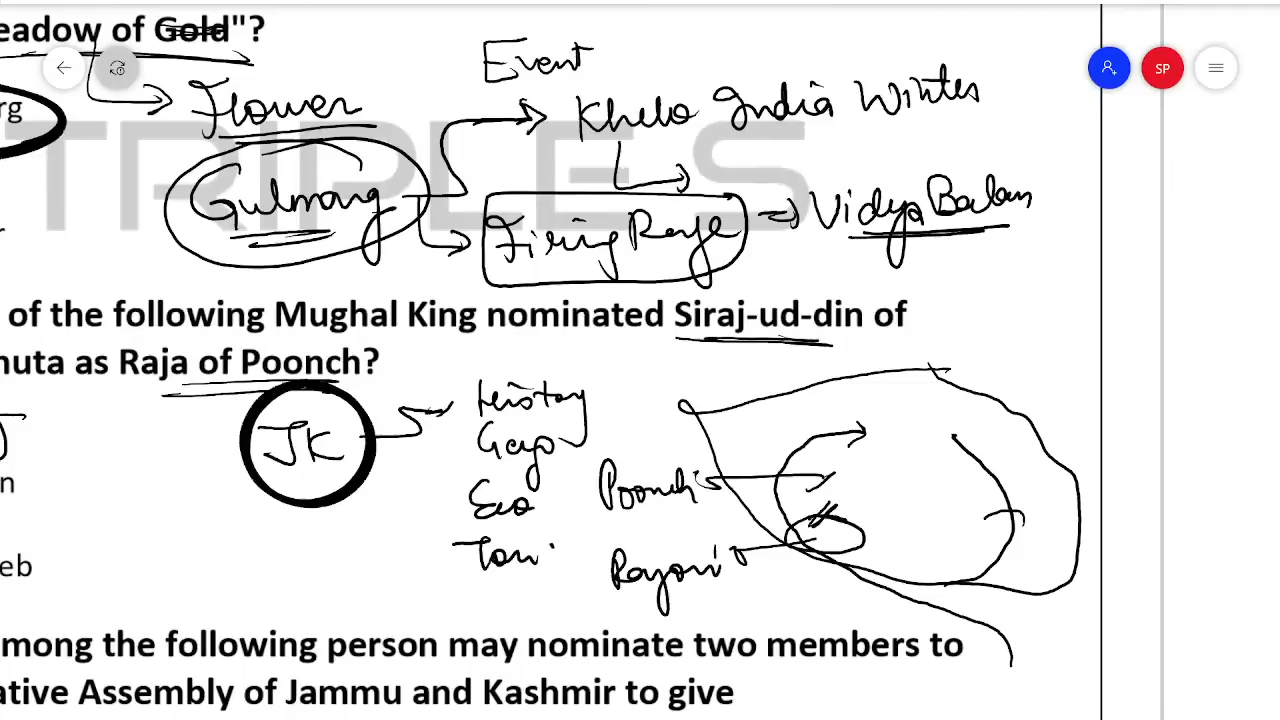 eadow of Gold"?
Event
rg
Flower
Khelo India Winter
SP
TRIPLES
Gulmarg
Firing Range
Vidya Balan
of the following Mughal King nominated Siraj-ud-din of
huta as Raja of Poonch?
JK
History
Geo
Eco
Poonch
n
Rajouri
eb
mong the following person may nominate two members to
ative Assembly of Jammu and Kashmir to give